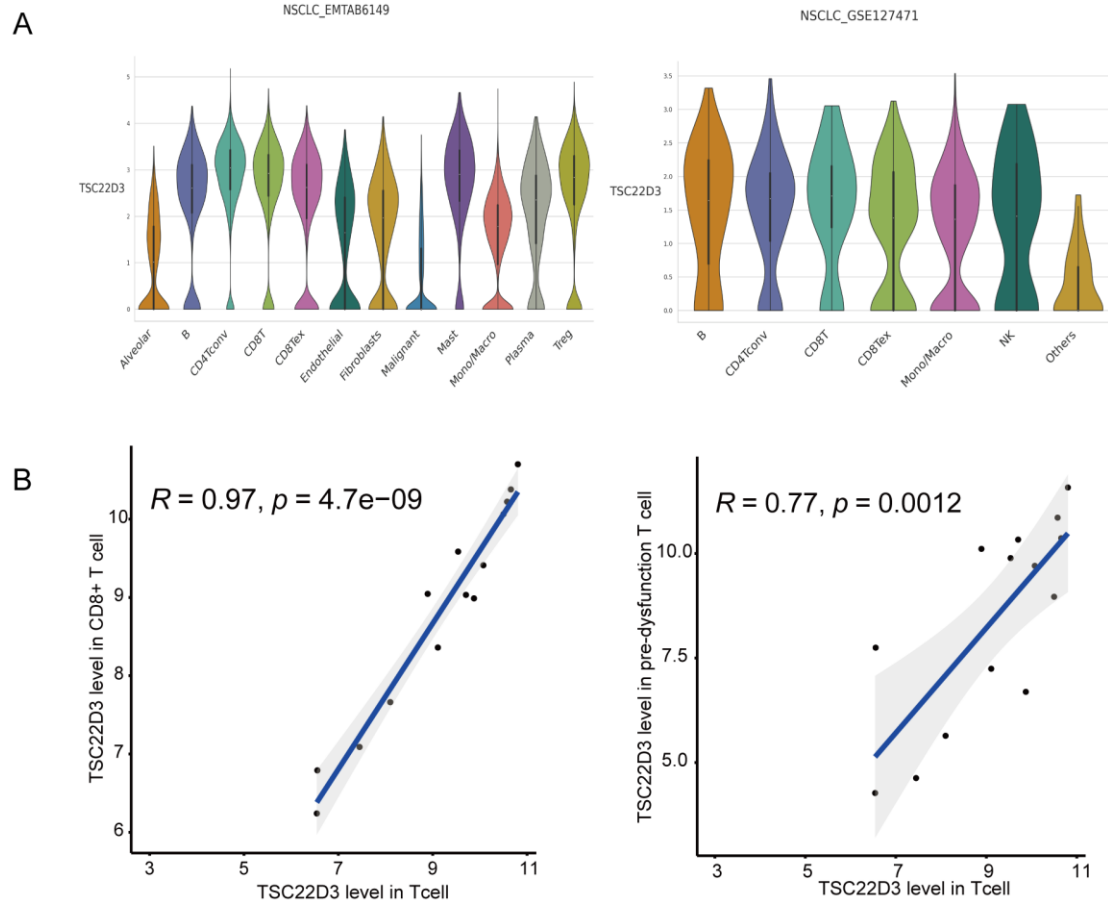 A
NSCLC_EMTAB6149
TSC22D3
5
4
3
2
1
0
Alveolar
B
CD4Tconv
CD8T
CD8Tex
Endothelial
Fibroblasts
Malignant
Mast
Mono/Macro
Plasma
Treg
NSCLC_GSE127471
TSC22D3
3.5
3.0
2.5
2.0
1.5
1.0
0.5
0.0
B
CD4Tconv
CD8T
CD8Tex
Mono/Macro
NK
Others
B
R = 0.97, p = 4.7e−09
TSC22D3 level in CD8+ T cell
10
9
8
7
6
3 5 7 9 11
TSC22D3 level in Tcell
R = 0.77, p = 0.0012
TSC22D3 level in pre-dysfunction T cell
10.0
7.5
5.0
3 5 7 9 11
TSC22D3 level in Tcell